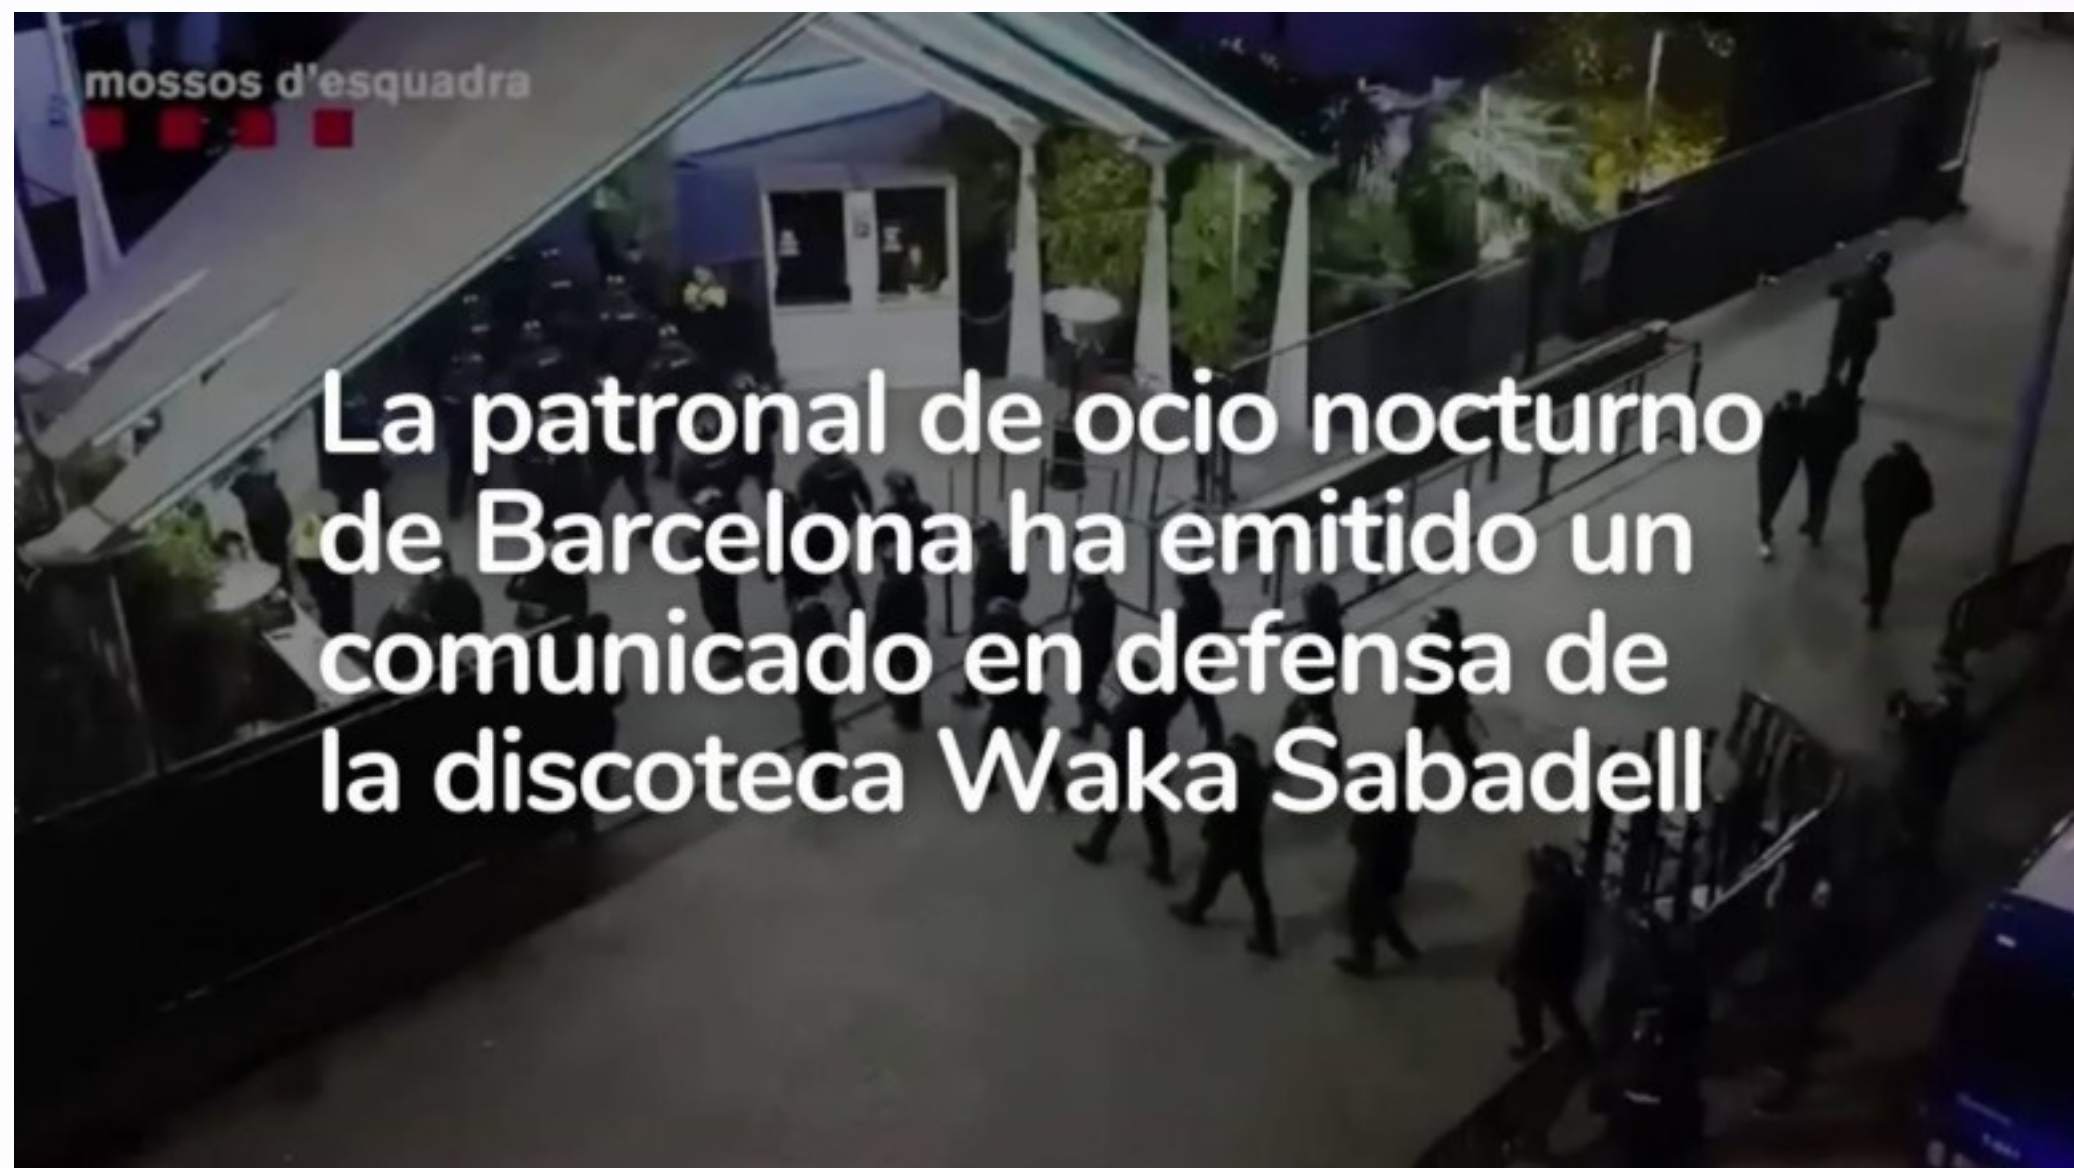 mossos d'esquadra
La patronal de ocio nocturno
de Barcelona ha emitido un
comunicado en defensa de
la discoteca Waka Sabadell